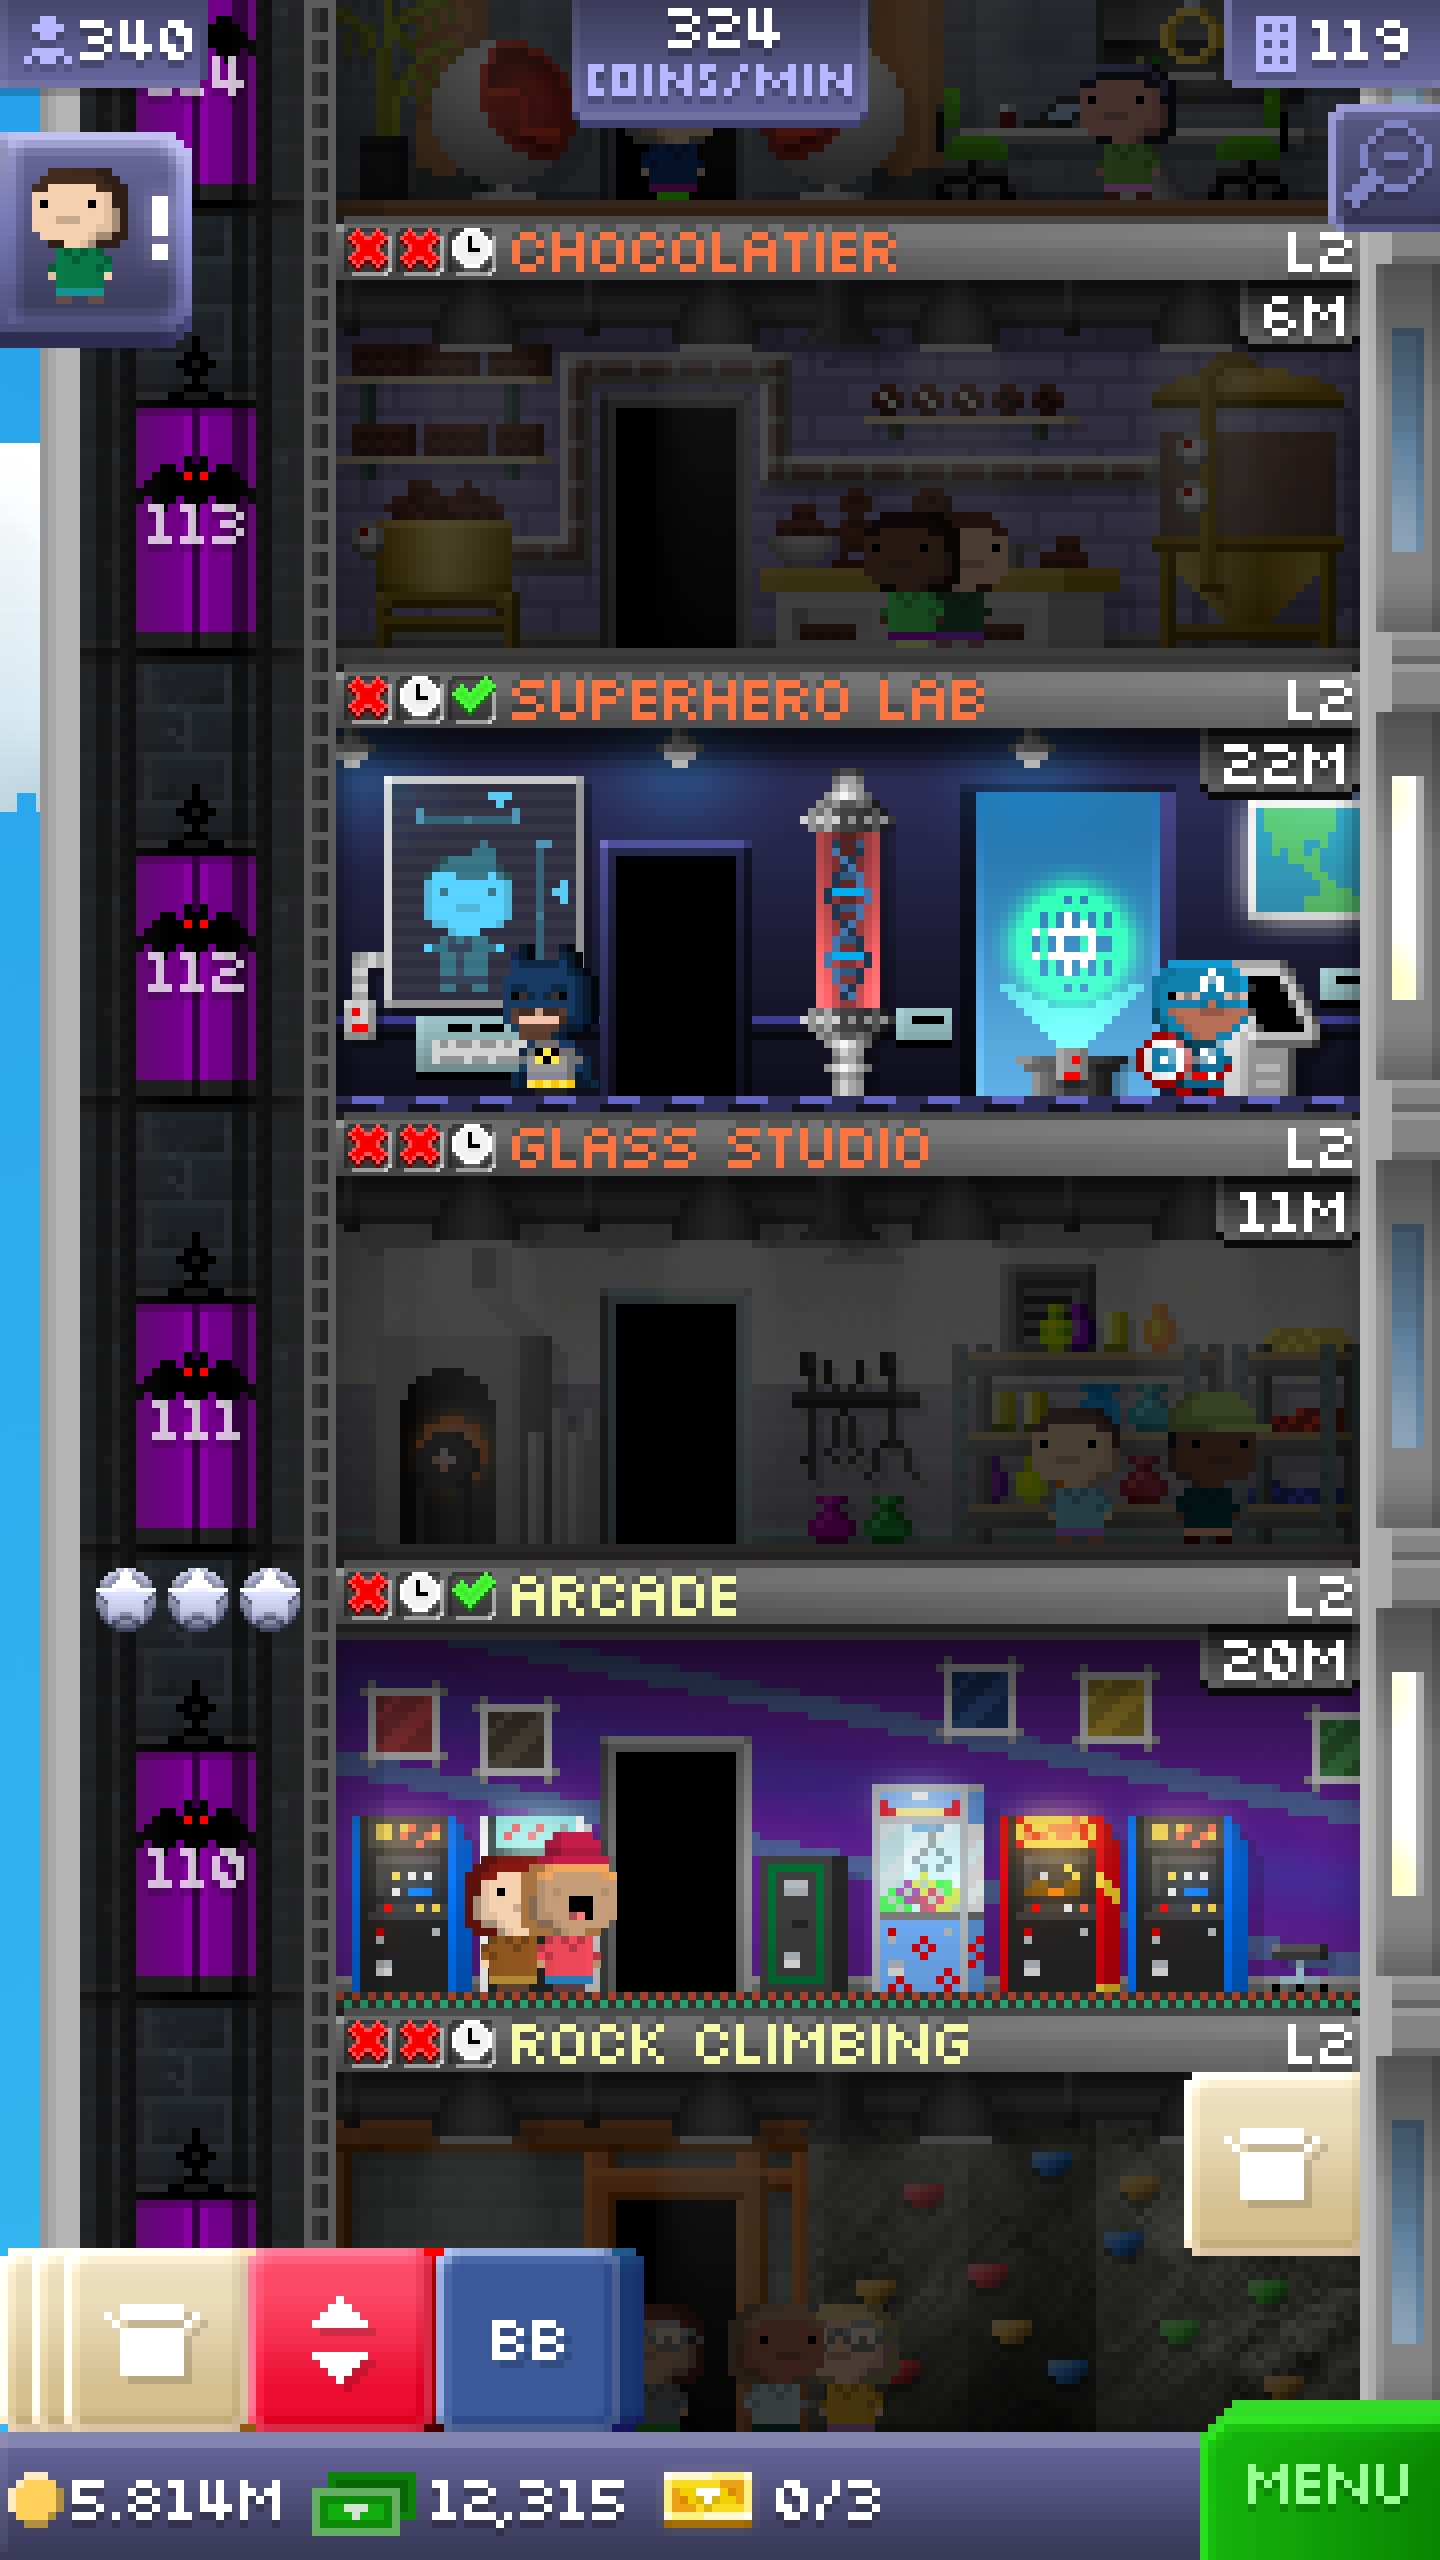 340
324
COINS/MIN
119
4
!
CHOCOLATIER L2
6M
113
SUPERHERO LAB L2
22M
112
GLASS STUDIO L2
11M
111
ARCADE L2
20M
110
ROCK CLIMBING L2
BB
5.814M 12,315 0/3
MENU